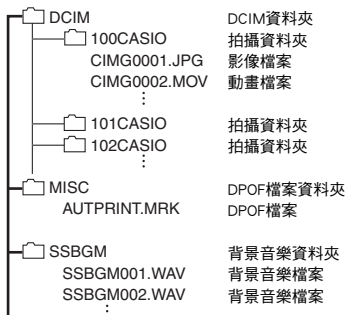 DCIM DCIM資料夾
100CASIO 拍攝資料夾
CIMG0001.JPG 影像檔案
CIMG0002.MOV 動畫檔案
⋮
101CASIO 拍攝資料夾
102CASIO 拍攝資料夾
⋮
MISC DPOF檔案資料夾
AUTPRINT.MRK DPOF檔案
SSBGM 背景音樂資料夾
SSBGM001.WAV 背景音樂檔案
SSBGM002.WAV 背景音樂檔案
⋮